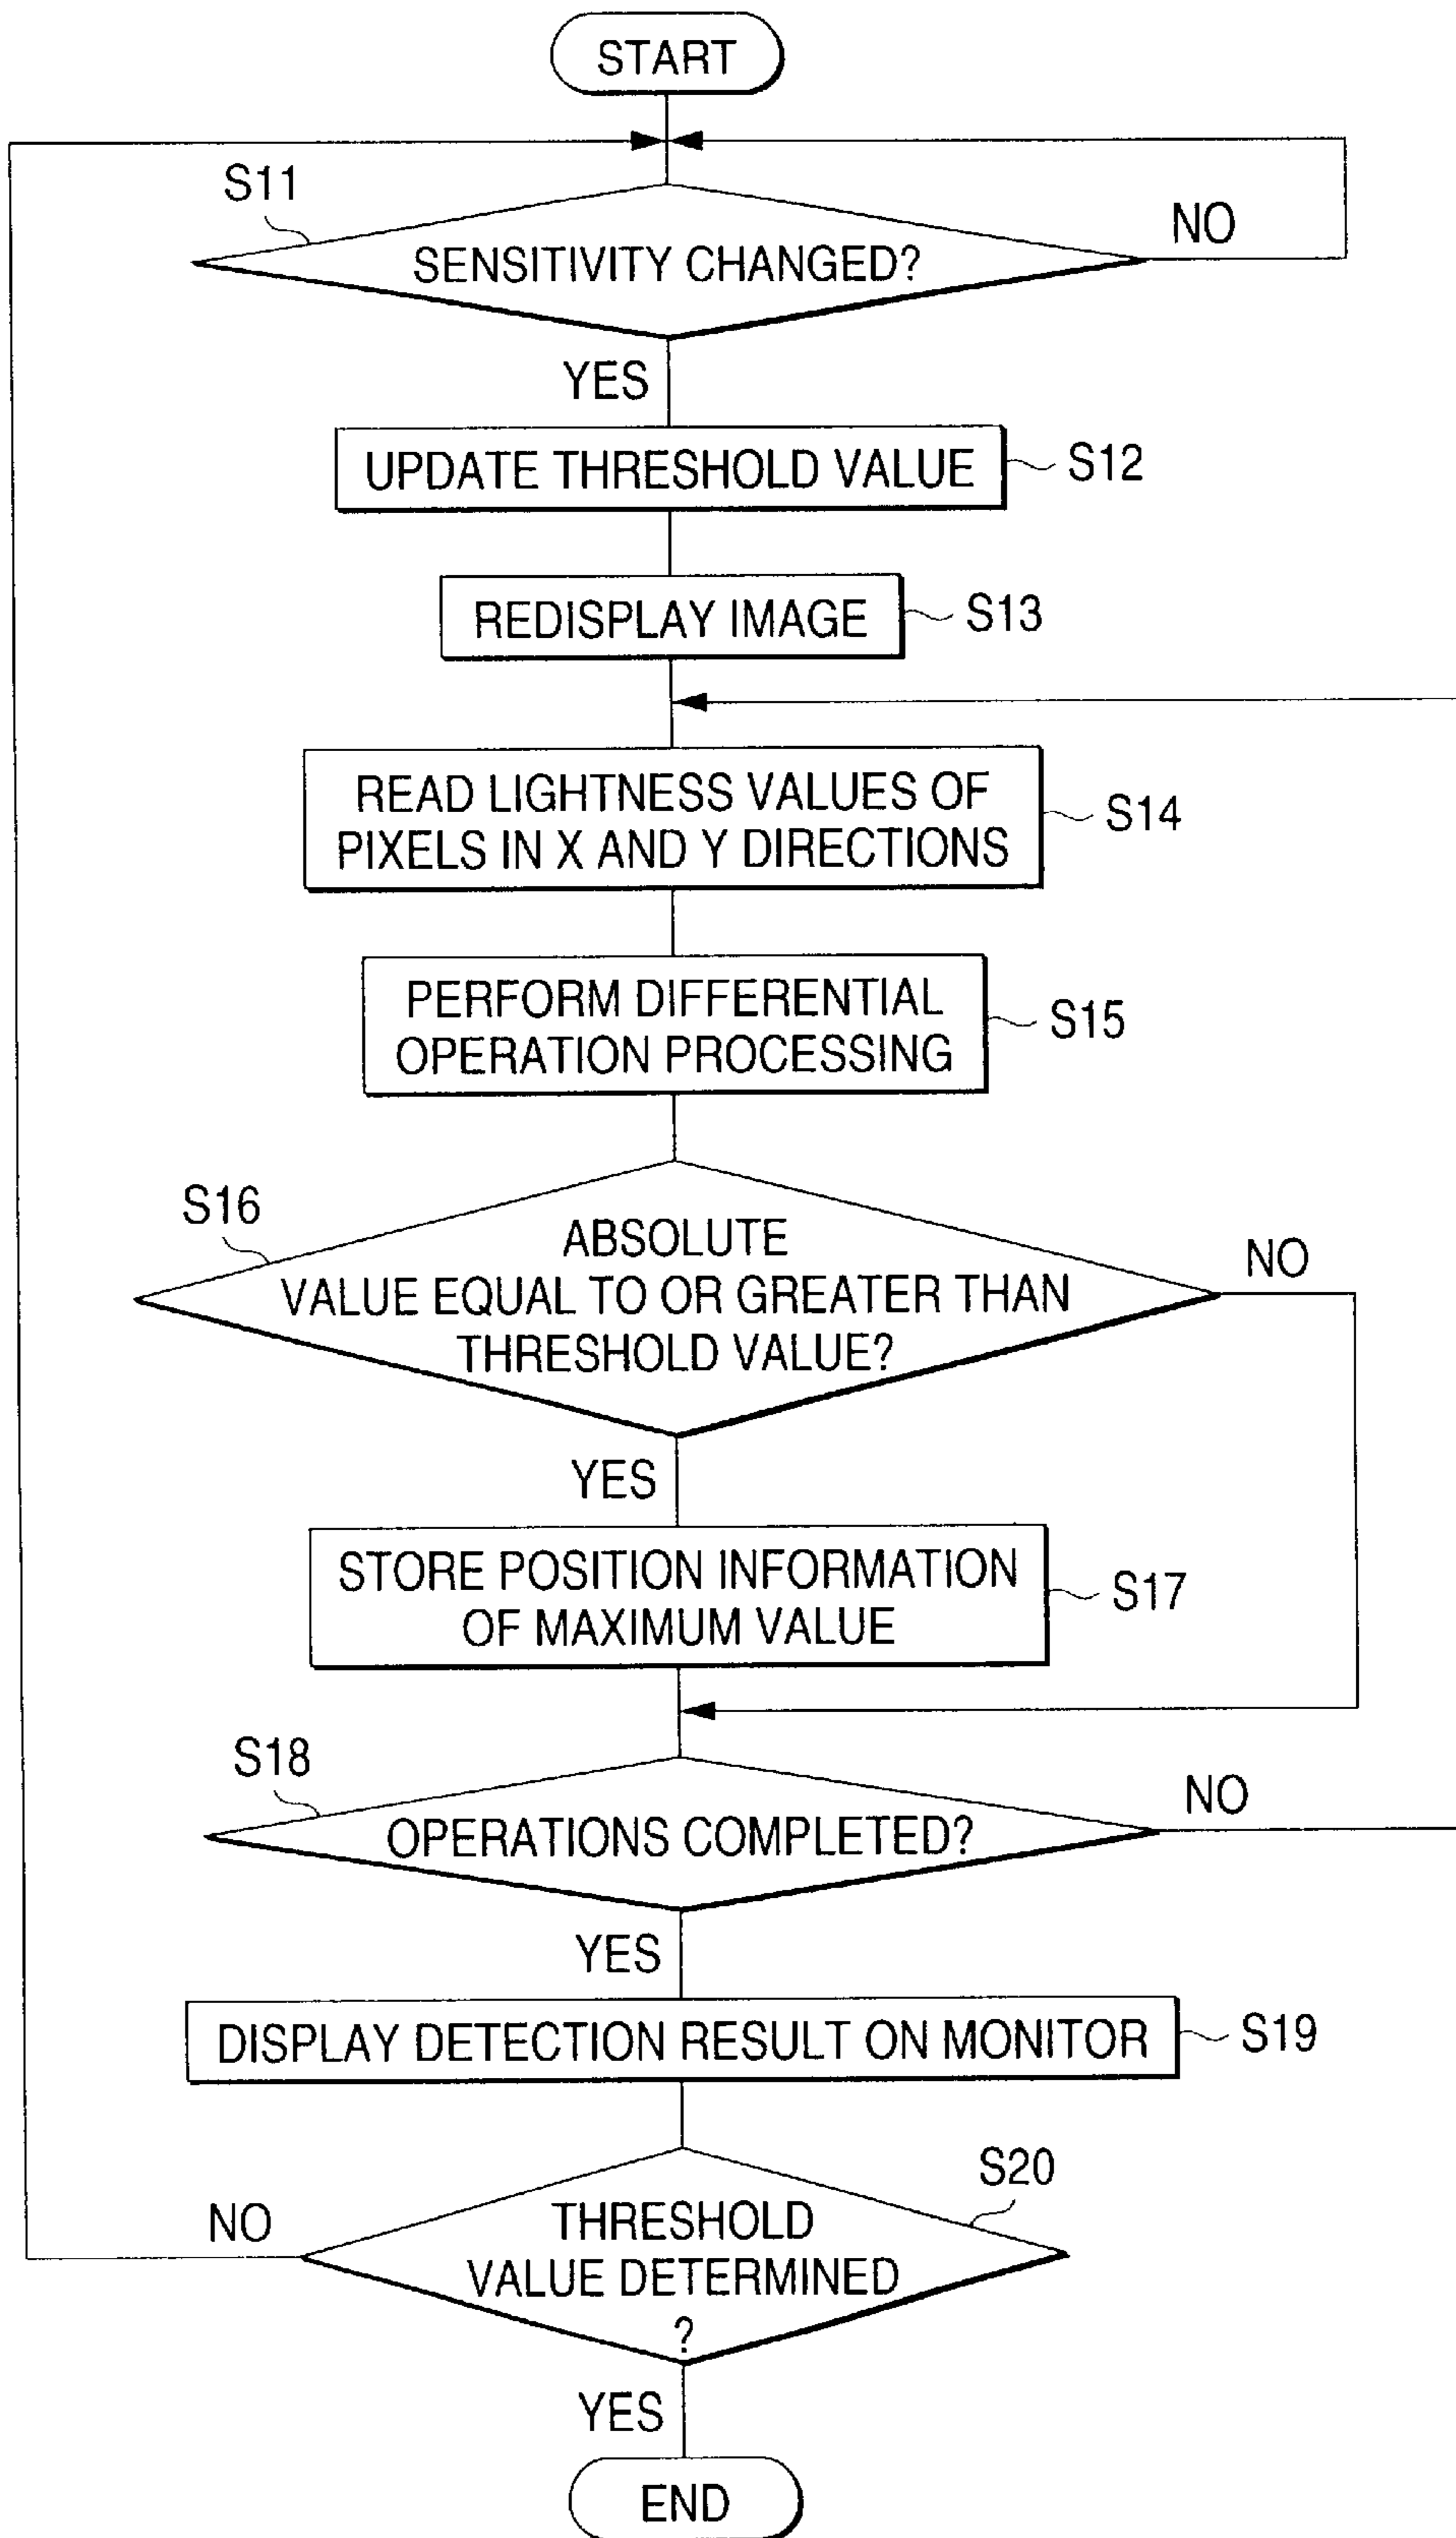 START
S11
SENSITIVITY CHANGED?
NO
YES
UPDATE THRESHOLD VALUE
S12
REDISPLAY IMAGE
S13
READ LIGHTNESS VALUES OF
PIXELS IN X AND Y DIRECTIONS
S14
PERFORM DIFFERENTIAL
OPERATION PROCESSING
S15
S16
ABSOLUTE
VALUE EQUAL TO OR GREATER THAN
THRESHOLD VALUE?
NO
YES
STORE POSITION INFORMATION
OF MAXIMUM VALUE
S17
S18
OPERATIONS COMPLETED?
NO
YES
DISPLAY DETECTION RESULT ON MONITOR
S19
S20
THRESHOLD
VALUE DETERMINED
?
NO
YES
END